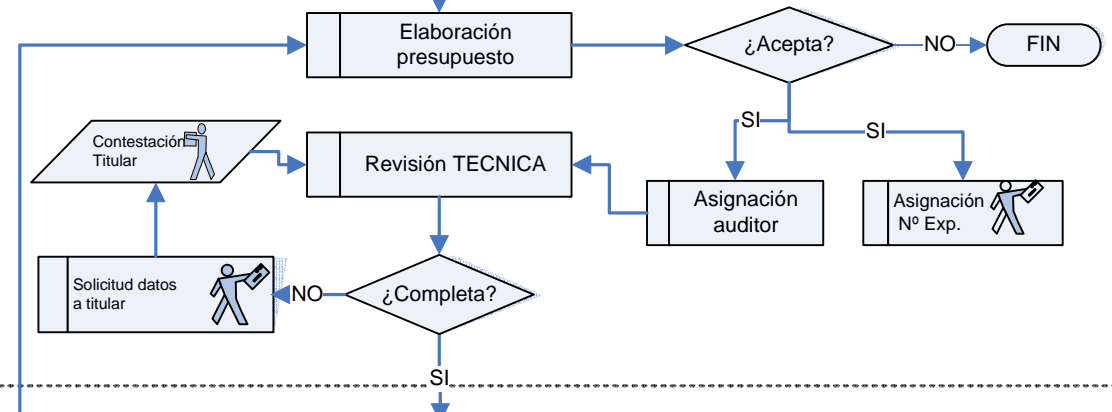 Elaboración
presupuesto
¿Acepta?
NO
FIN
SI
SI
Contestación
Titular
Revisión TECNICA
Asignación
auditor
Asignación
Nº Exp.
Solicitud datos
a titular
NO
¿Completa?
SI